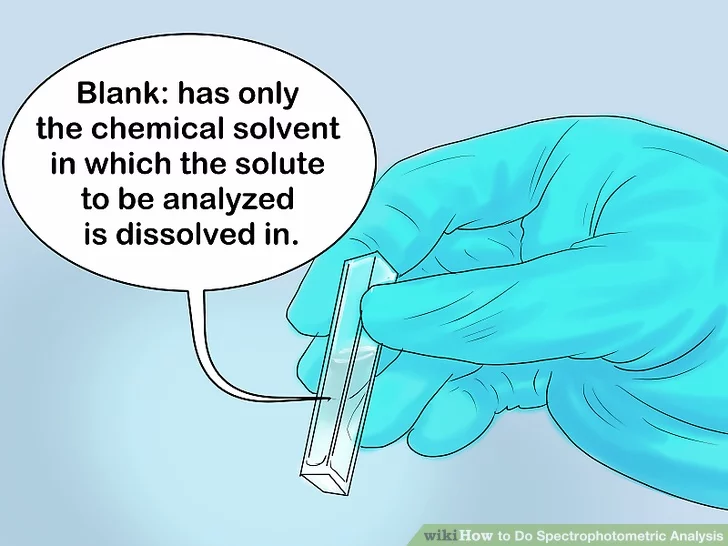 Blank: has only
the chemical solvent
in which the solute
to be analyzed
is dissolved in.
wikiHow to Do Spectrophotometric Analysis